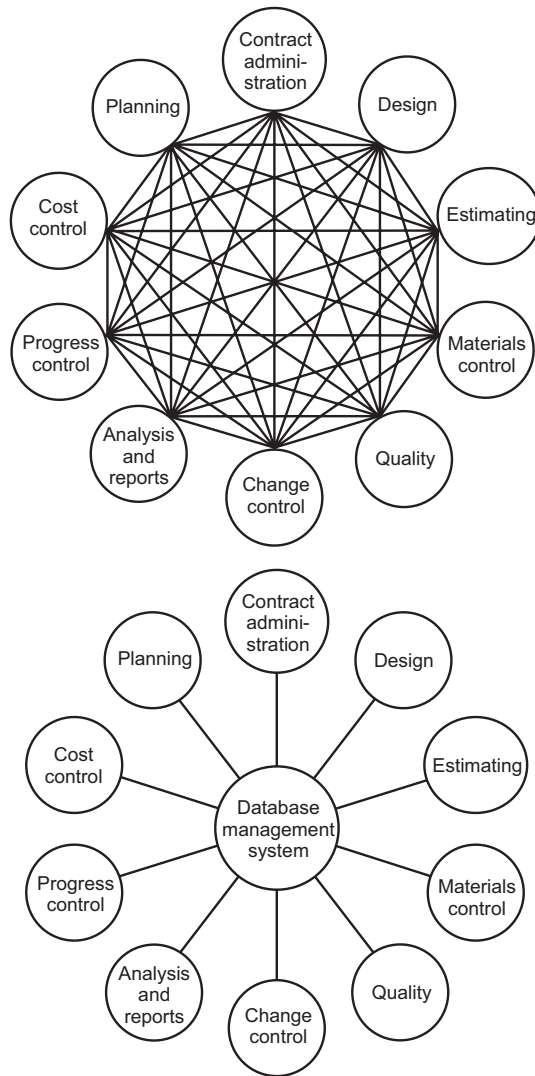 Contract
admini-
stration
Planning
Design
Cost
control
Estimating
Progress
control
Materials
control
Analysis
and
reports
Quality
Change
control
Contract
admini-
stration
Planning
Design
Cost
control
Estimating
Database
management
system
Progress
control
Materials
control
Analysis
and
reports
Quality
Change
control